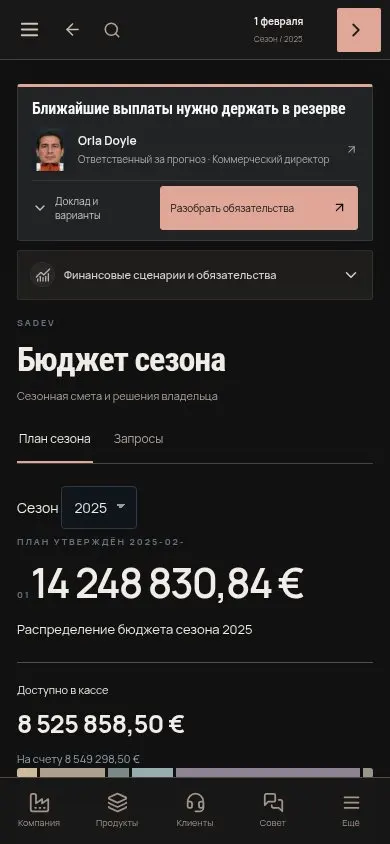 1 февраля
Сезон / 2025
Ближайшие выплаты нужно держать в резерве
Orla Doyle
Ответственный за прогноз · Коммерческий директор
Доклад и
варианты
Разобрать обязательства
Финансовые сценарии и обязательства
SADEV
Бюджет сезона
Сезонная смета и решения владельца
План сезона
Запросы
Сезон 2025
ПЛАН УТВЕРЖДЁН 2025-02-
01 14 248 830,84 €
Распределение бюджета сезона 2025
Доступно в кассе
8 525 858,50 €
На счету 8 549 298,50 €
Компания
Продукты
Клиенты
Совет
Ещё